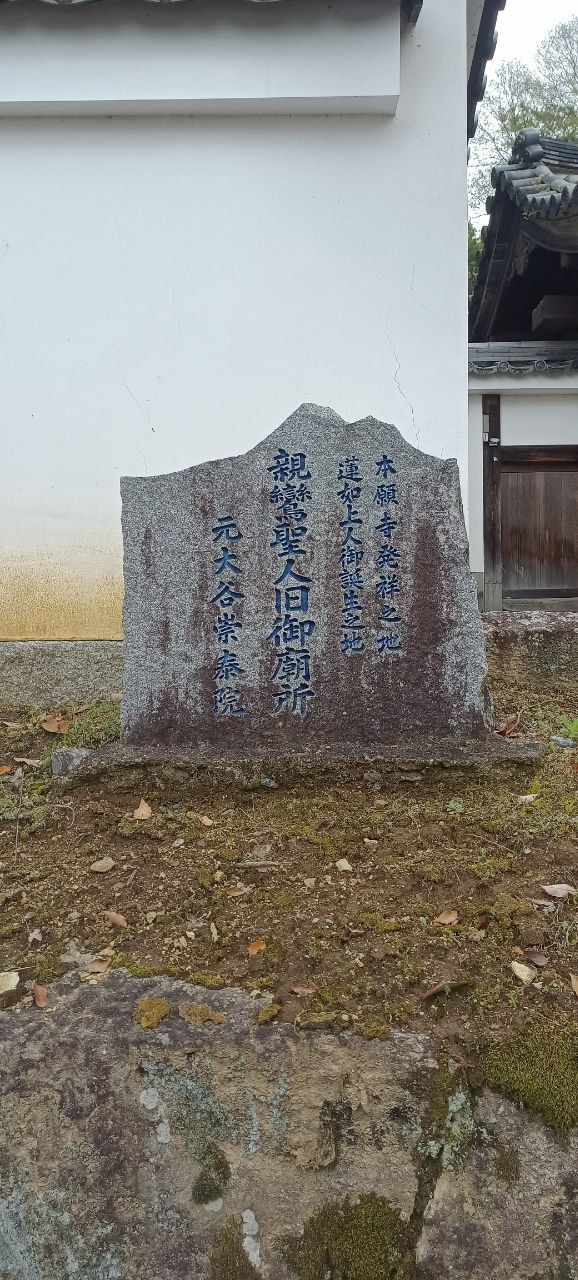 本願寺発祥之地
蓮如上人御誕生之地
親鸞聖人旧御廟所
元大谷崇泰院